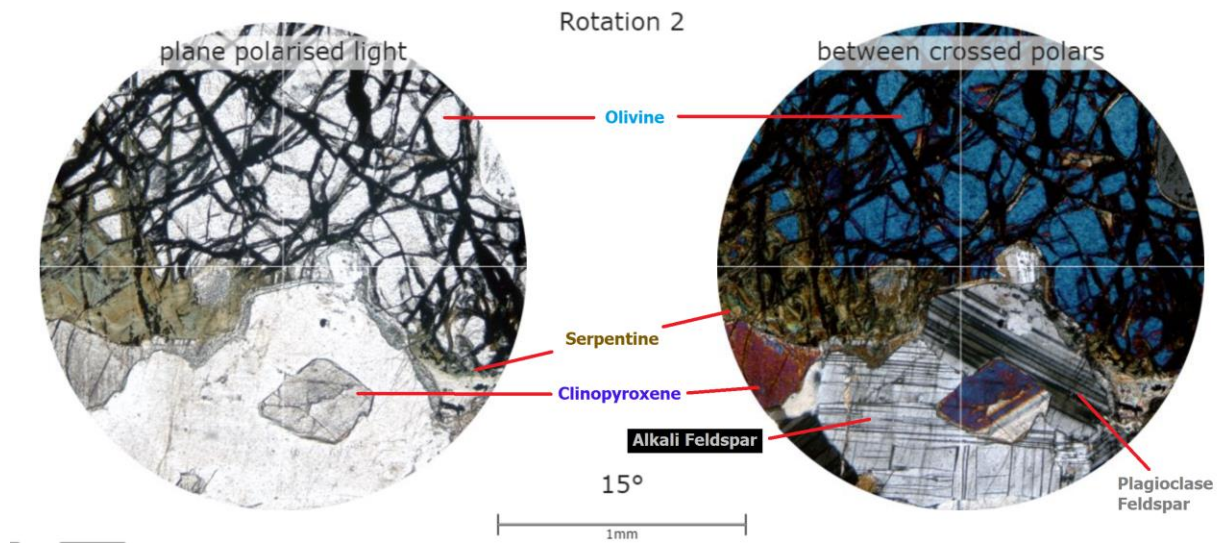 Rotation 2
plane polarised light
between crossed polars
Olivine
Serpentine
Clinopyroxene
Alkali Feldspar
Plagioclase
Feldspar
15°
1mm